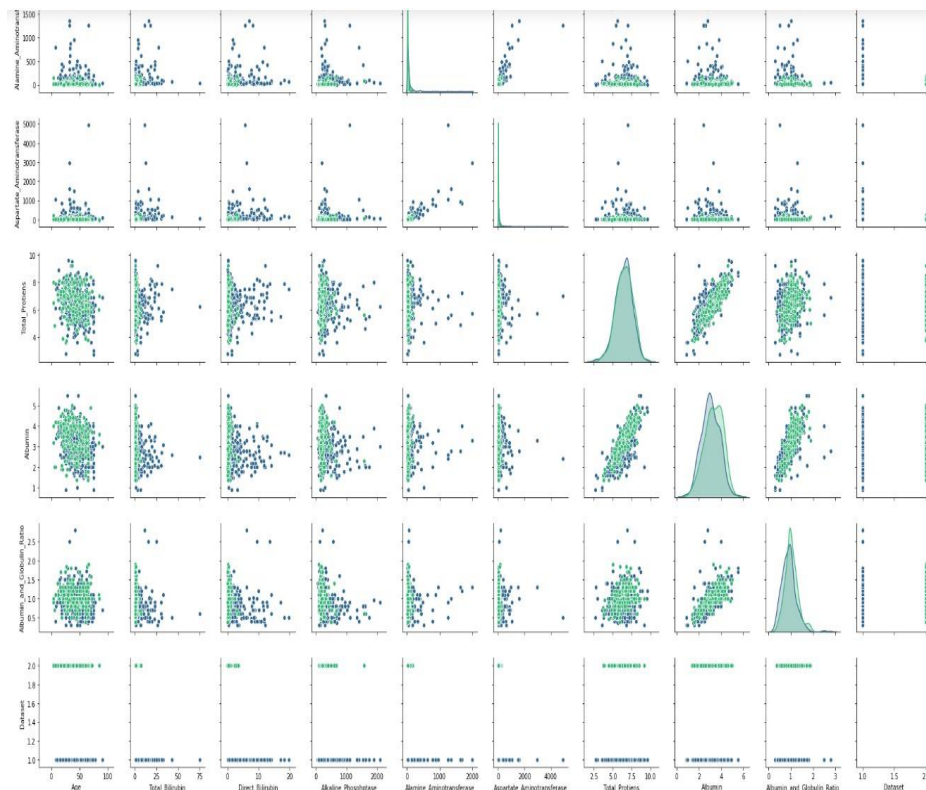 Alamine_Aminotransf
1500
1000
500
0
Aspartate_Aminotransferase
5000
4000
3000
2000
1000
0
Total_Protiens
10
8
6
4
Albumin
5
4
3
2
1
Albumin_and_Globulin_Ratio
2.5
2.0
1.5
1.0
0.5
Dataset
2.0
1.8
1.6
1.4
1.2
1.0
0 50 100
0 25 50 75
0 10 20
0 1000 2000
0 1000 2000
0 2000 4000
2.5 5.0 7.5 10.0
0 2 4 6
0 1 2 3
1.0 1.5
Age Total_Bilirubin Direct_Bilirubin Alkaline_Phosphotase Alamine_Aminotransferase Aspartate_Aminotransferase Total_Protiens Albumin Albumin_and_Globulin_Ratio Dataset